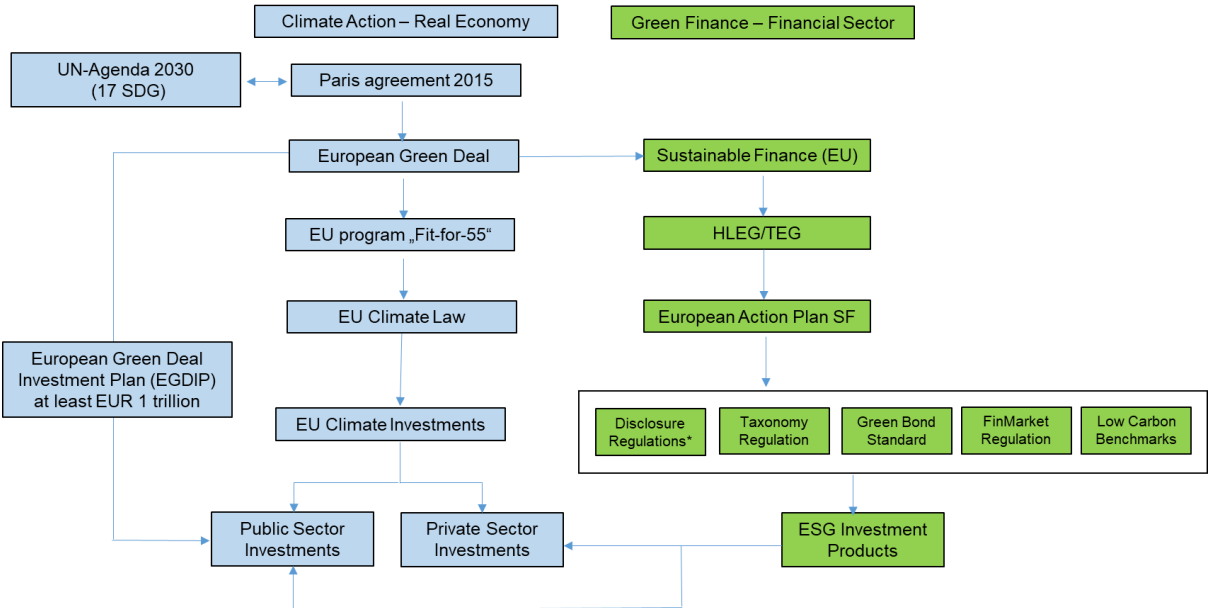 Climate Action – Real Economy
Green Finance – Financial Sector
UN-Agenda 2030
(17 SDG)
Paris agreement 2015
European Green Deal
Sustainable Finance (EU)
EU program „Fit-for-55“
HLEG/TEG
EU Climate Law
European Action Plan SF
European Green Deal
Investment Plan (EGDIP)
at least EUR 1 trillion
EU Climate Investments
Disclosure
Regulations*
Taxonomy
Regulation
Green Bond
Standard
FinMarket
Regulation
Low Carbon
Benchmarks
Public Sector
Investments
Private Sector
Investments
ESG Investment
Products